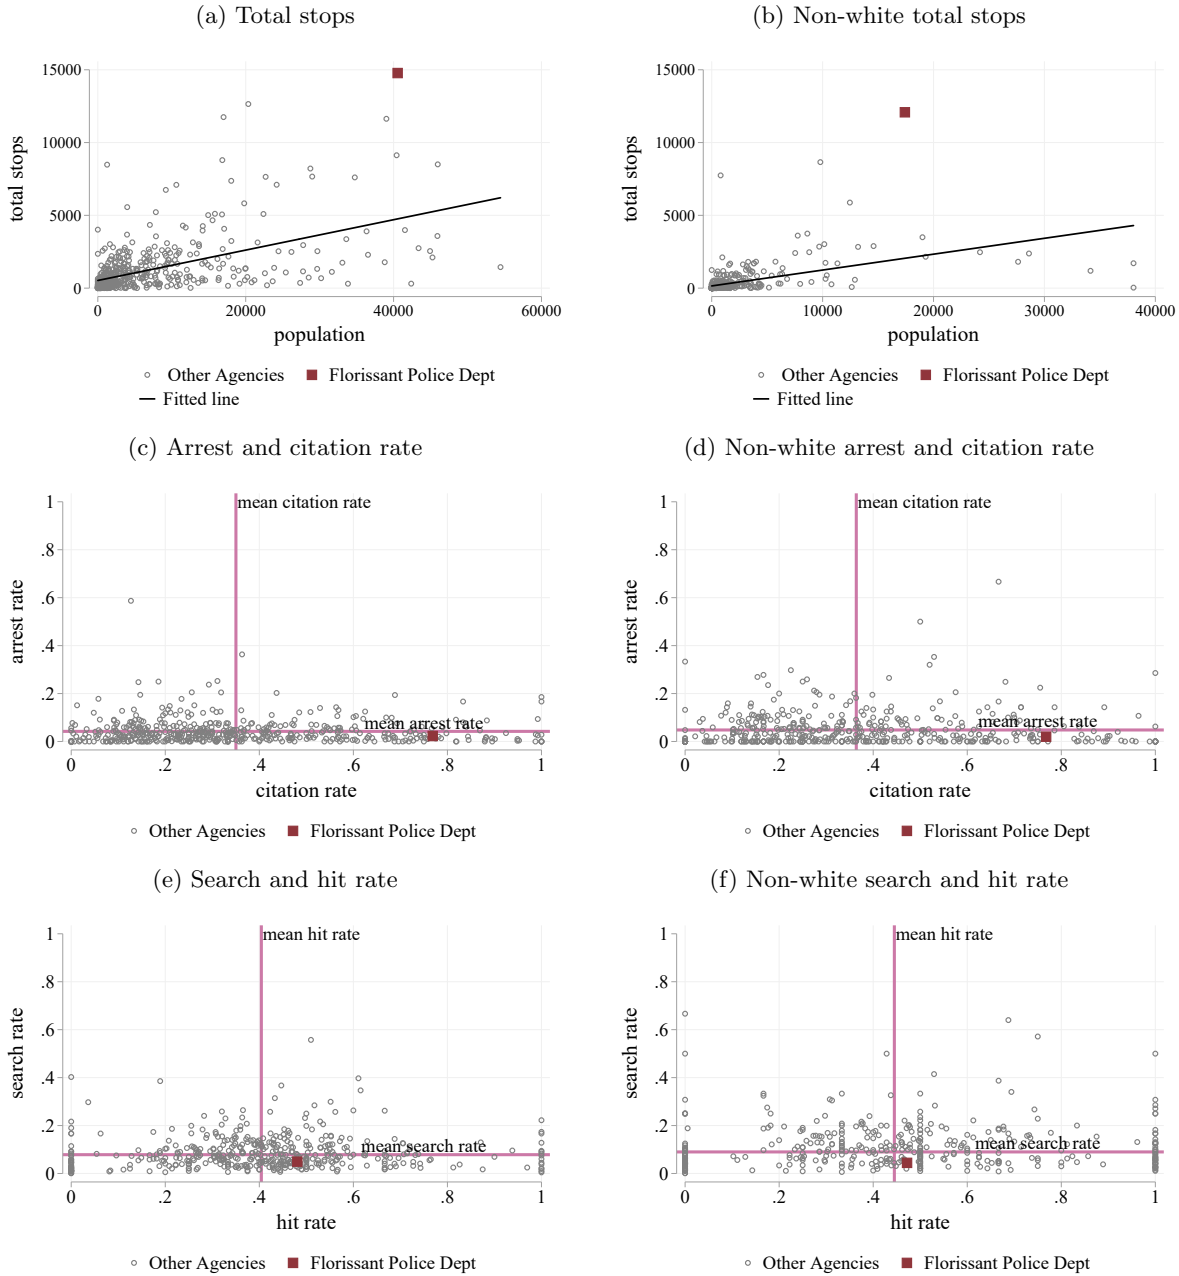 (a) Total stops
(b) Non-white total stops
total stops
15000
10000
5000
0
0 20000 40000 60000
population
Other Agencies Florissant Police Dept
Fitted line
total stops
15000
10000
5000
0
0 10000 20000 30000 40000
population
Other Agencies Florissant Police Dept
Fitted line
(c) Arrest and citation rate
(d) Non-white arrest and citation rate
arrest rate
1
.8
.6
.4
.2
0
mean citation rate
mean arrest rate
0 .2 .4 .6 .8 1
citation rate
Other Agencies Florissant Police Dept
arrest rate
1
.8
.6
.4
.2
0
mean citation rate
mean arrest rate
0 .2 .4 .6 .8 1
citation rate
Other Agencies Florissant Police Dept
(e) Search and hit rate
(f) Non-white search and hit rate
search rate
1
.8
.6
.4
.2
0
mean hit rate
mean search rate
0 .2 .4 .6 .8 1
hit rate
Other Agencies Florissant Police Dept
search rate
1
.8
.6
.4
.2
0
mean hit rate
mean search rate
0 .2 .4 .6 .8 1
hit rate
Other Agencies Florissant Police Dept